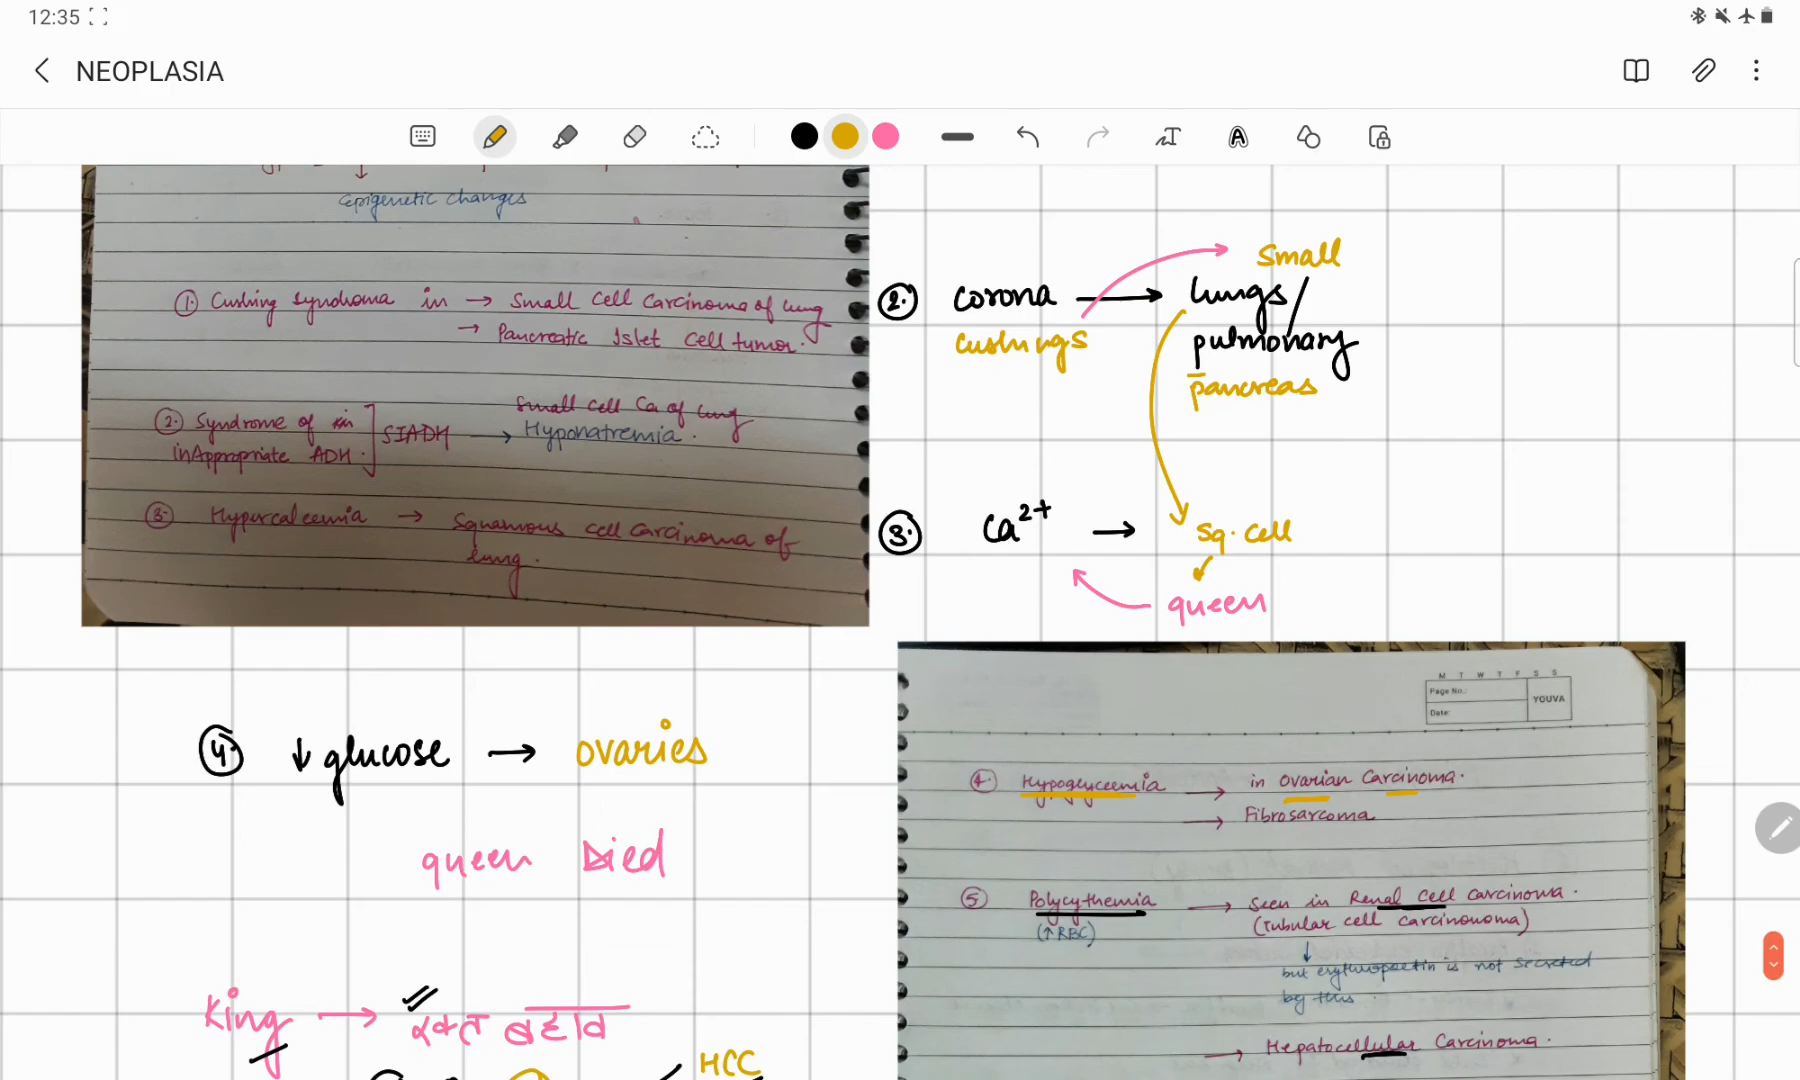 12:35
NEOPLASIA
epigenetic changes
① Cushing syndroma in → Small Cell Carcinoma of lung
→ Pancreatic Islet Cell tumor.
② Syndrome of in
inAppropriate ADH.
SIADH →
Small cell Ca of lung
Hyponatremia.
③ Hypercalcemia → Squamous cell carcinoma of
lung.
②. corona → lungs/
small
cushings
pulmonary
pancreas
③. Ca2+ → sq. cell
queen
④. ↓ glucose → ovaries
queen Died
King →
HCC
M T W T F S S
Page No.:
Date:
YOUVA
④ Hypoglycemia → in Ovarian Carcinoma.
→ Fibrosarcoma
⑤ Polycythemia → Seen in Renal cell carcinoma.
(↑RBC)
(tubular cell carcinonoma)
↓
but erythropoetin is not secreted
by this.
→ Hepatocellular Carcinoma.